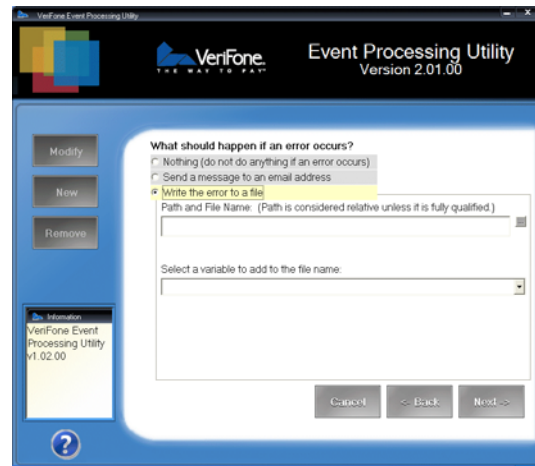 VeriFone Event Processing Utility
VeriFone.
THE WAY TO PAY
Event Processing Utility
Version 2.01.00
Modify
New
Remove
What should happen if an error occurs?
Nothing (do not do anything if an error occurs)
Send a message to an email address
Write the error to a file
Path and File Name: (Path is considered relative unless it is fully qualified.)
Select a variable to add to the file name:
Information
VeriFone Event
Processing Utility
v1.02.00
Cancel
<- Back
Next ->
?